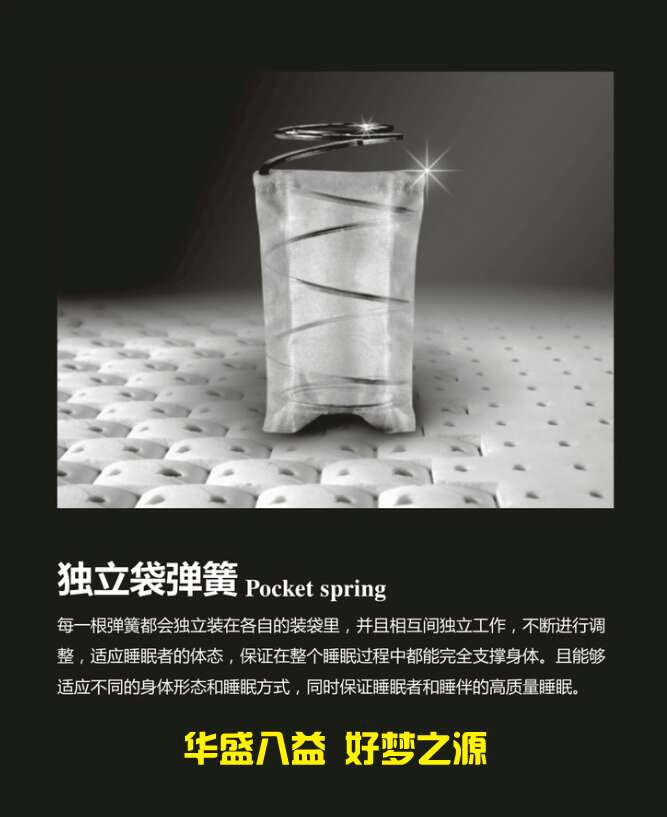 独立袋弹簧 Pocket spring
每一根弹簧都会独立装在各自的装袋里，并且相互间独立工作，不断进行调
整，适应睡眠者的体态，保证在整个睡眠过程中都能完全支撑身体。且能够
适应不同的身体形态和睡眠方式，同时保证睡眠者和睡伴的高质量睡眠。
华盛八益 好梦之源